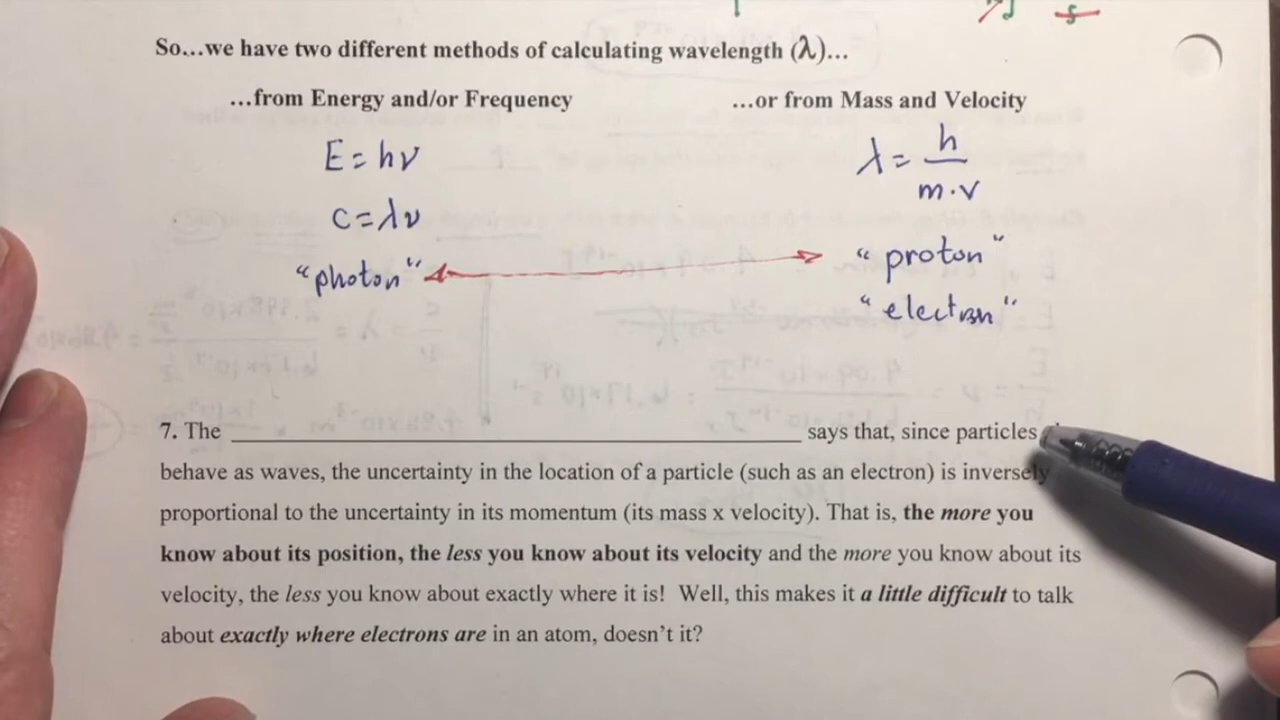 So…we have two different methods of calculating wavelength (λ)…
…from Energy and/or Frequency
…or from Mass and Velocity
E = hν
c = λν
"photon"
λ = h / m·v
"proton"
"electron"
7. The ____________________ says that, since particles
behave as waves, the uncertainty in the location of a particle (such as an electron) is inversely
proportional to the uncertainty in its momentum (its mass x velocity). That is, the more you
know about its position, the less you know about its velocity and the more you know about its
velocity, the less you know about exactly where it is! Well, this makes it a little difficult to talk
about exactly where electrons are in an atom, doesn't it?